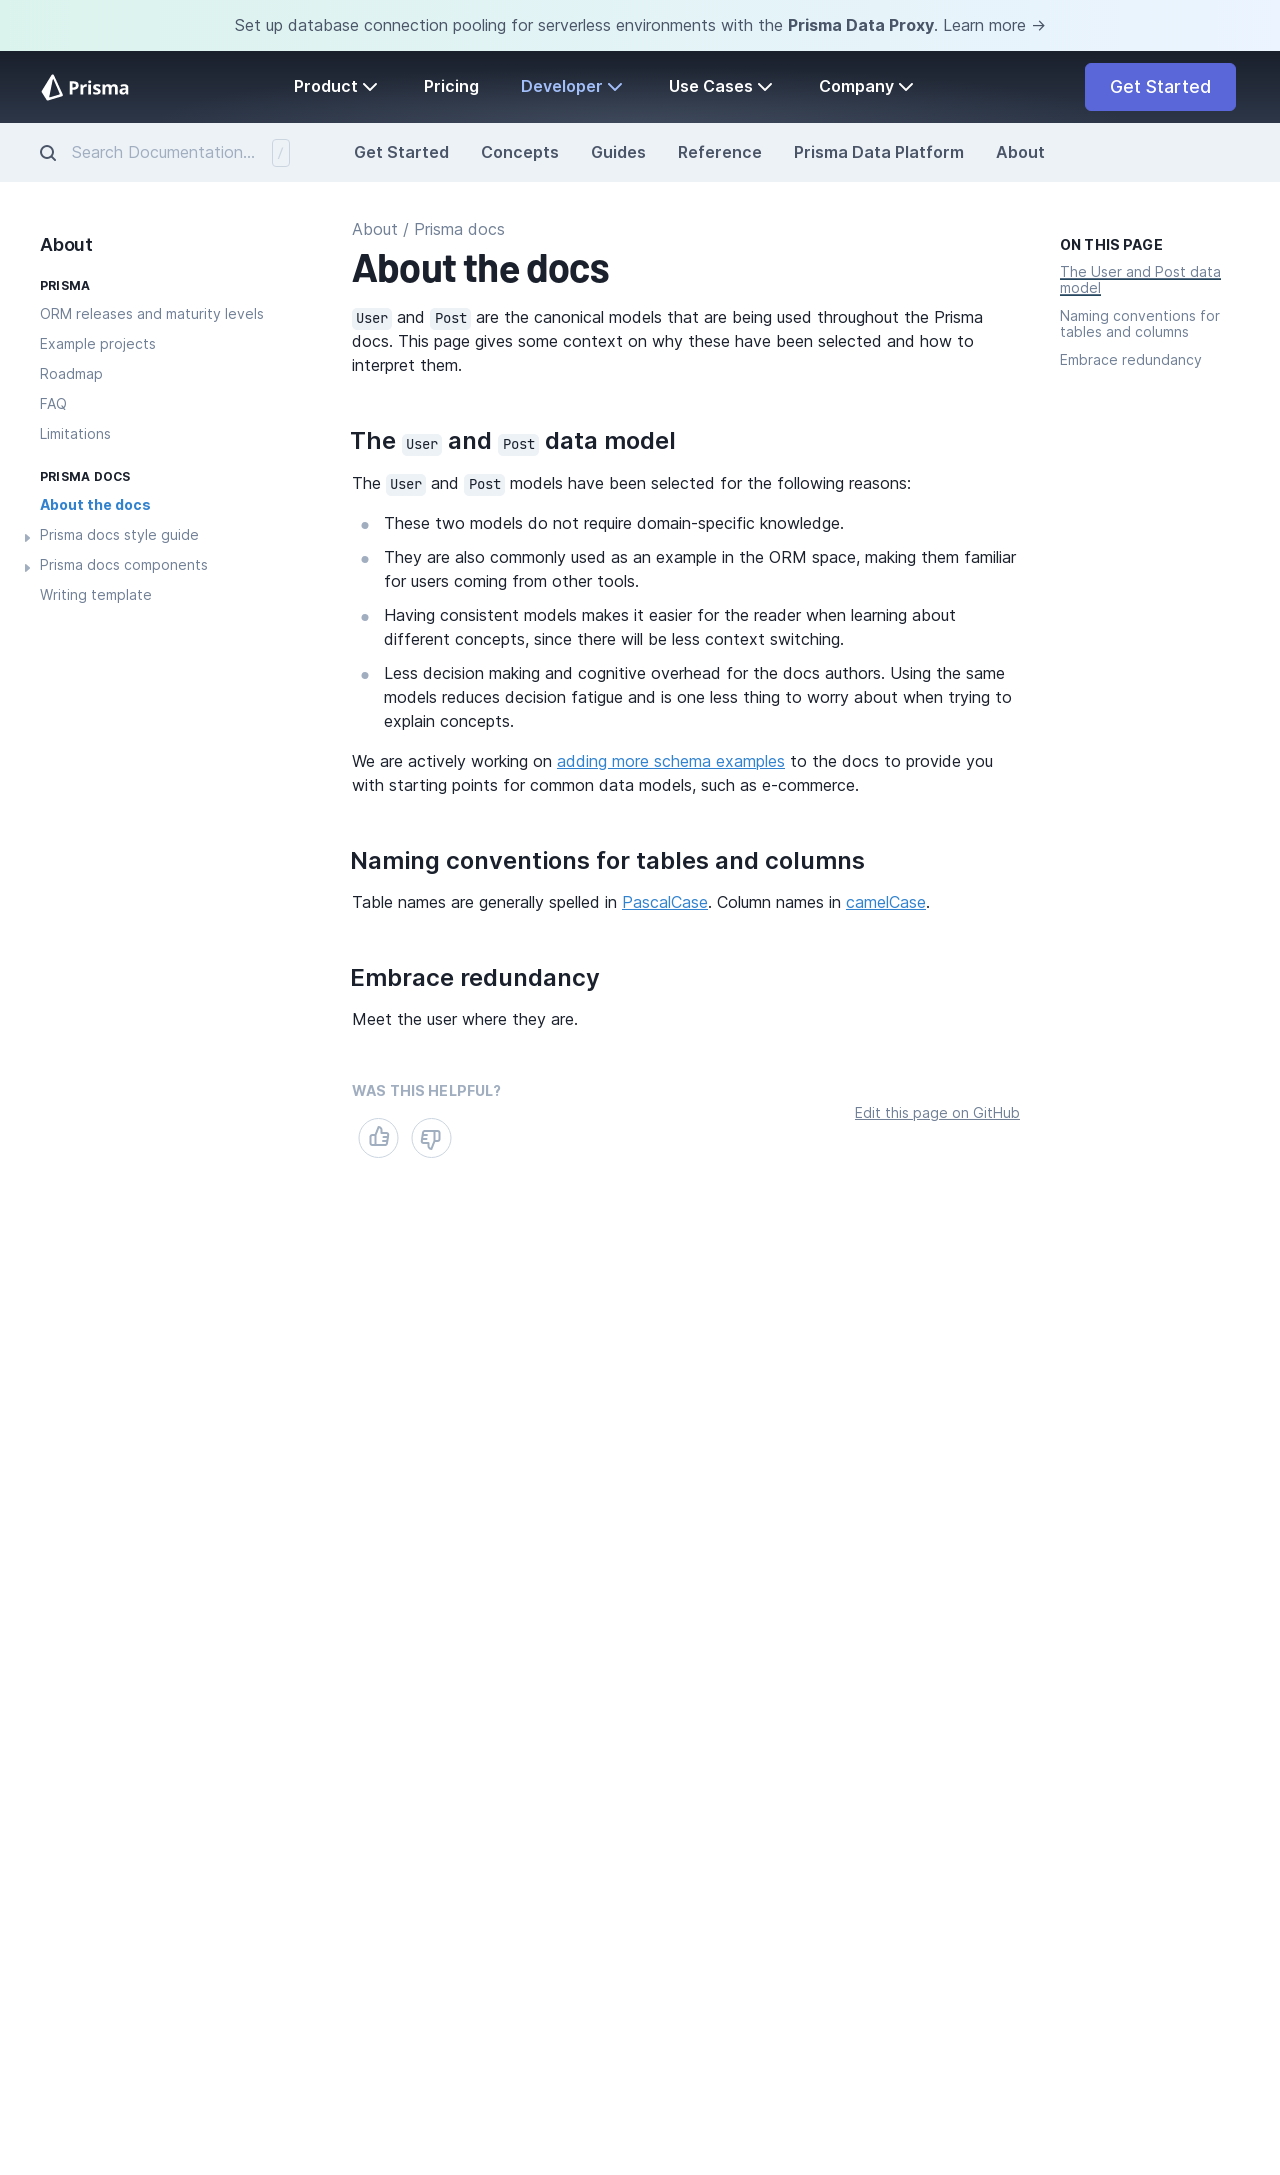 Set up database connection pooling for serverless environments with the Prisma Data Proxy. Learn more →
Prisma
Product
Pricing
Developer
Use Cases
Company
Get Started
Search Documentation...
/
Get Started
Concepts
Guides
Reference
Prisma Data Platform
About
About
PRISMA
ORM releases and maturity levels
Example projects
Roadmap
FAQ
Limitations
PRISMA DOCS
About the docs
Prisma docs style guide
Prisma docs components
Writing template
About / Prisma docs
About the docs
User and Post are the canonical models that are being used throughout the Prisma
docs. This page gives some context on why these have been selected and how to
interpret them.
The User and Post data model
The User and Post models have been selected for the following reasons:
These two models do not require domain-specific knowledge.
They are also commonly used as an example in the ORM space, making them familiar
for users coming from other tools.
Having consistent models makes it easier for the reader when learning about
different concepts, since there will be less context switching.
Less decision making and cognitive overhead for the docs authors. Using the same
models reduces decision fatigue and is one less thing to worry about when trying to
explain concepts.
We are actively working on adding more schema examples to the docs to provide you
with starting points for common data models, such as e-commerce.
Naming conventions for tables and columns
Table names are generally spelled in PascalCase. Column names in camelCase.
Embrace redundancy
Meet the user where they are.
WAS THIS HELPFUL?
Edit this page on GitHub
ON THIS PAGE
The User and Post data
model
Naming conventions for
tables and columns
Embrace redundancy